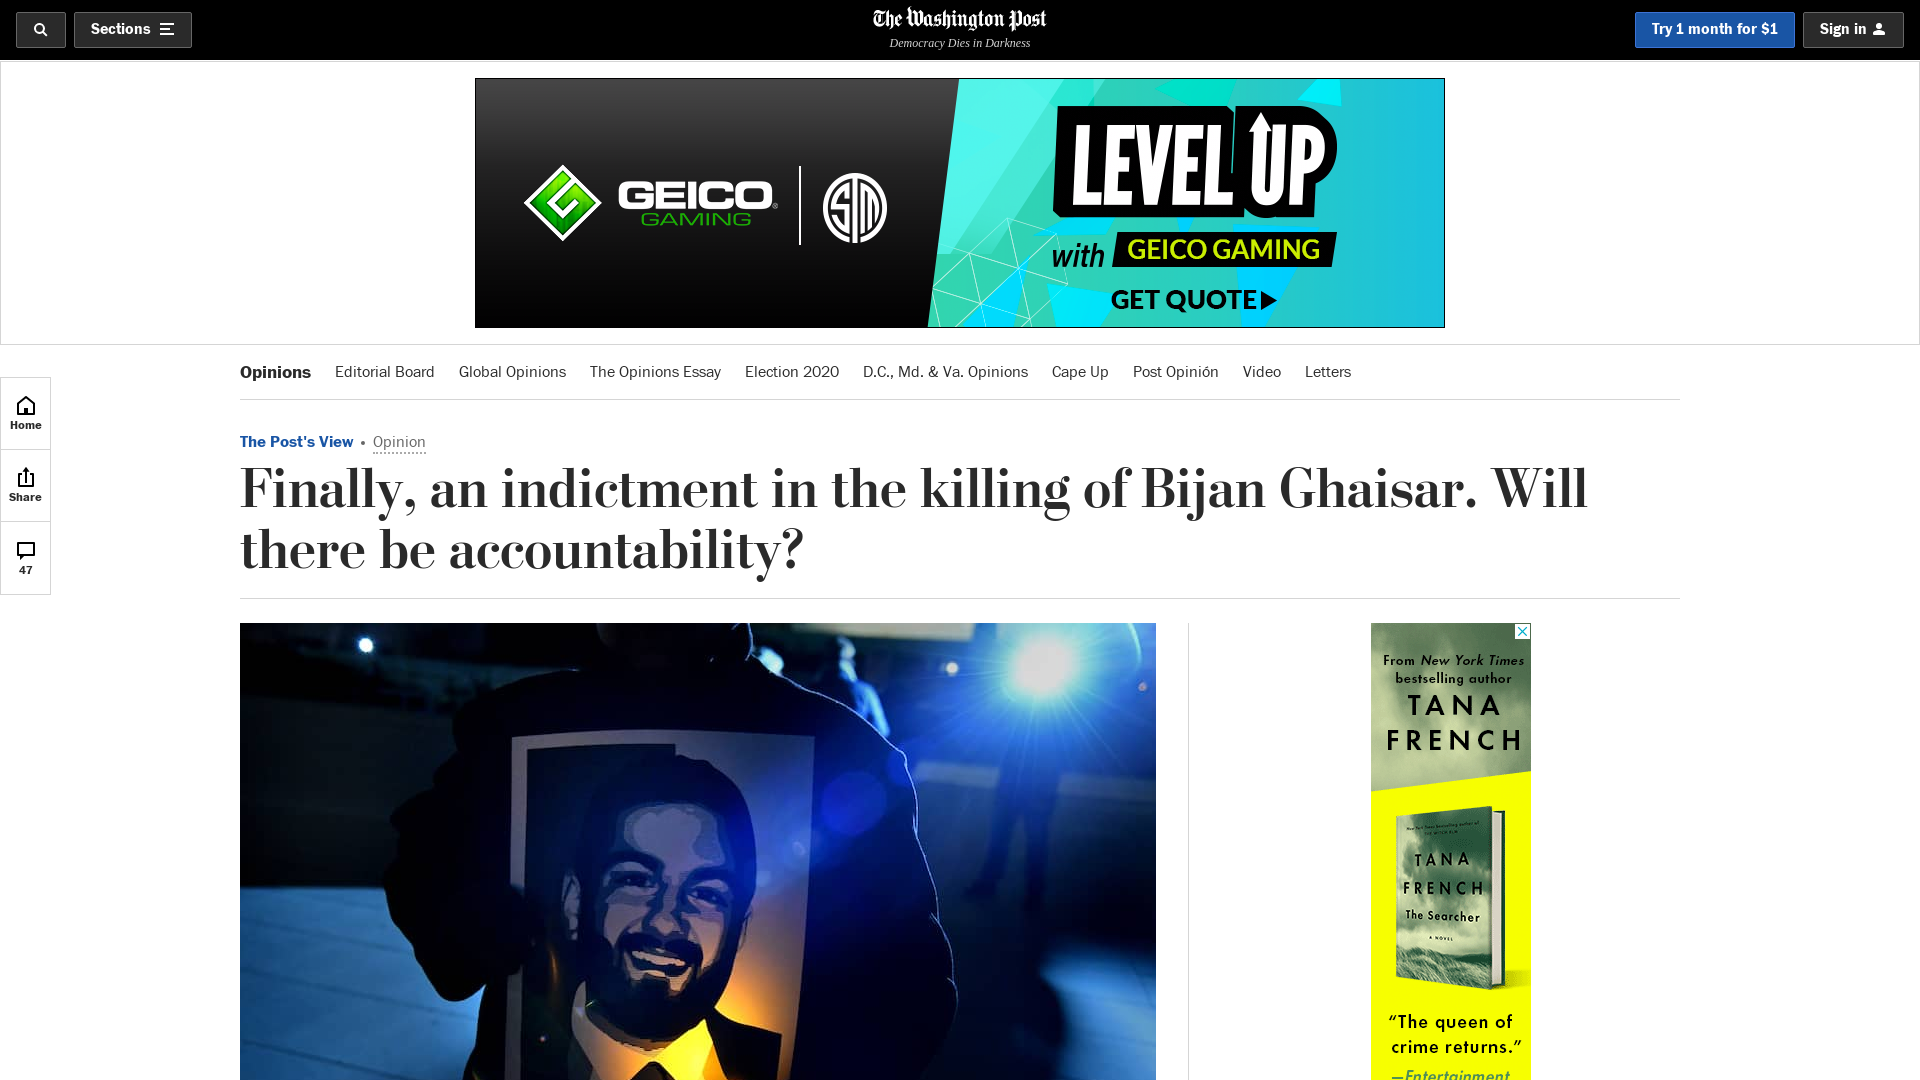 Sections
The Washington Post
Democracy Dies in Darkness
Try 1 month for $1
Sign in
GEICO
GAMING
TSM
LEVEL UP
with GEICO GAMING
GET QUOTE
Opinions
Editorial Board
Global Opinions
The Opinions Essay
Election 2020
D.C., Md. & Va. Opinions
Cape Up
Post Opinión
Video
Letters
Home
Share
47
The Post's View • Opinion
Finally, an indictment in the killing of Bijan Ghaisar. Will
there be accountability?
From New York Times
bestselling author
TANA
FRENCH
TANA
FRENCH
The Searcher
A NOVEL
“The queen of
crime returns.”
—Entertainment